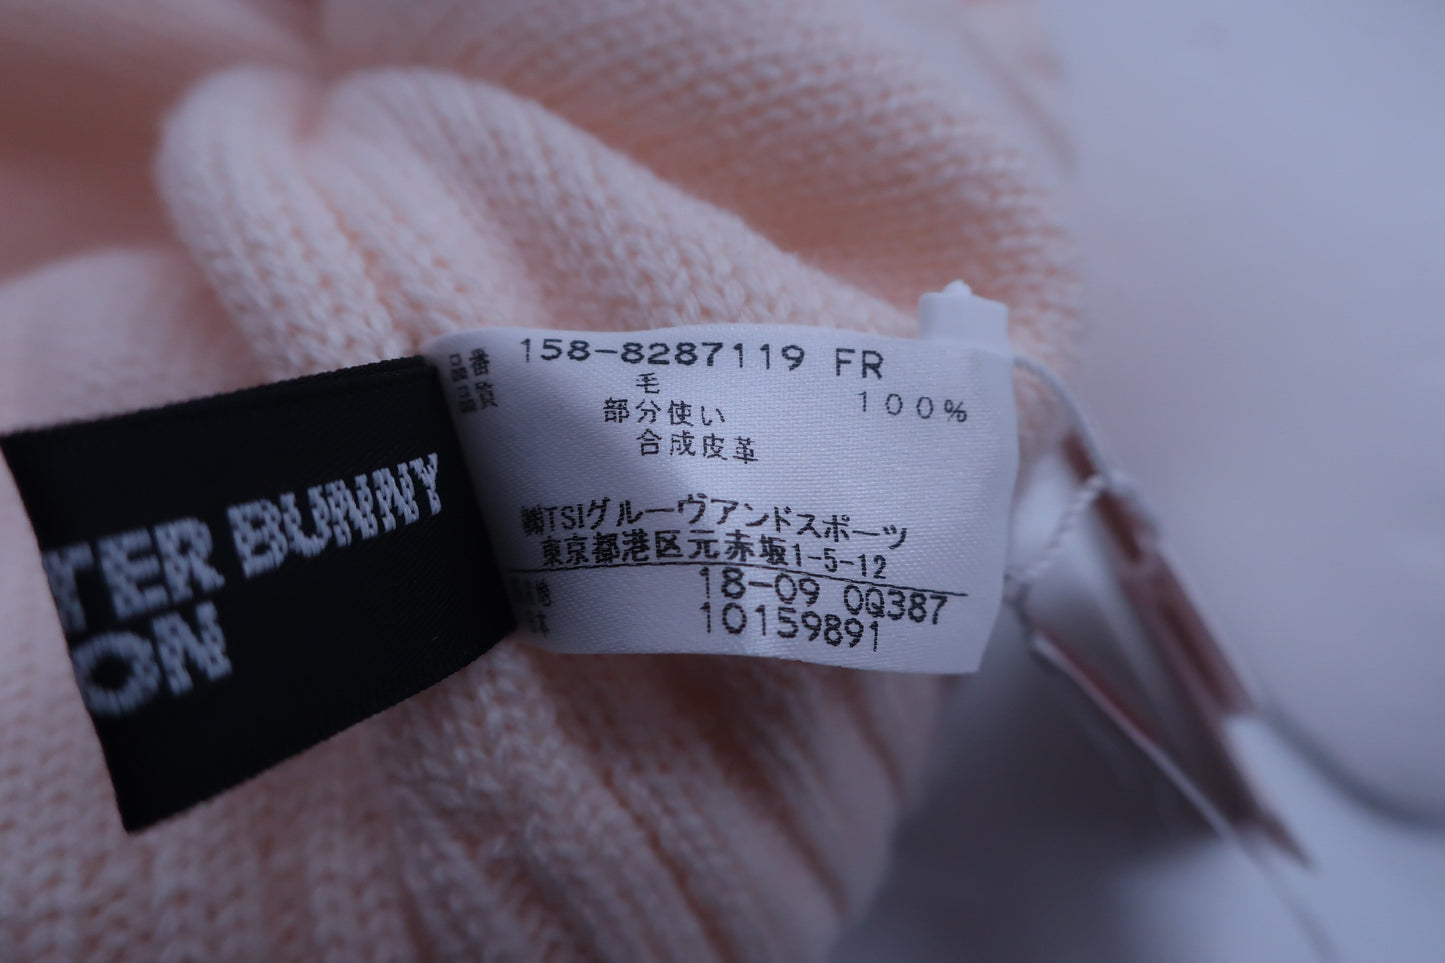 TER BUNNY
ION
品番 158-8287119 FR
品質 毛 100%
部分使い
合成皮革
㈱TSIグルーヴアンドスポーツ
東京都港区元赤坂1-5-12
18-09 0Q387
10159891